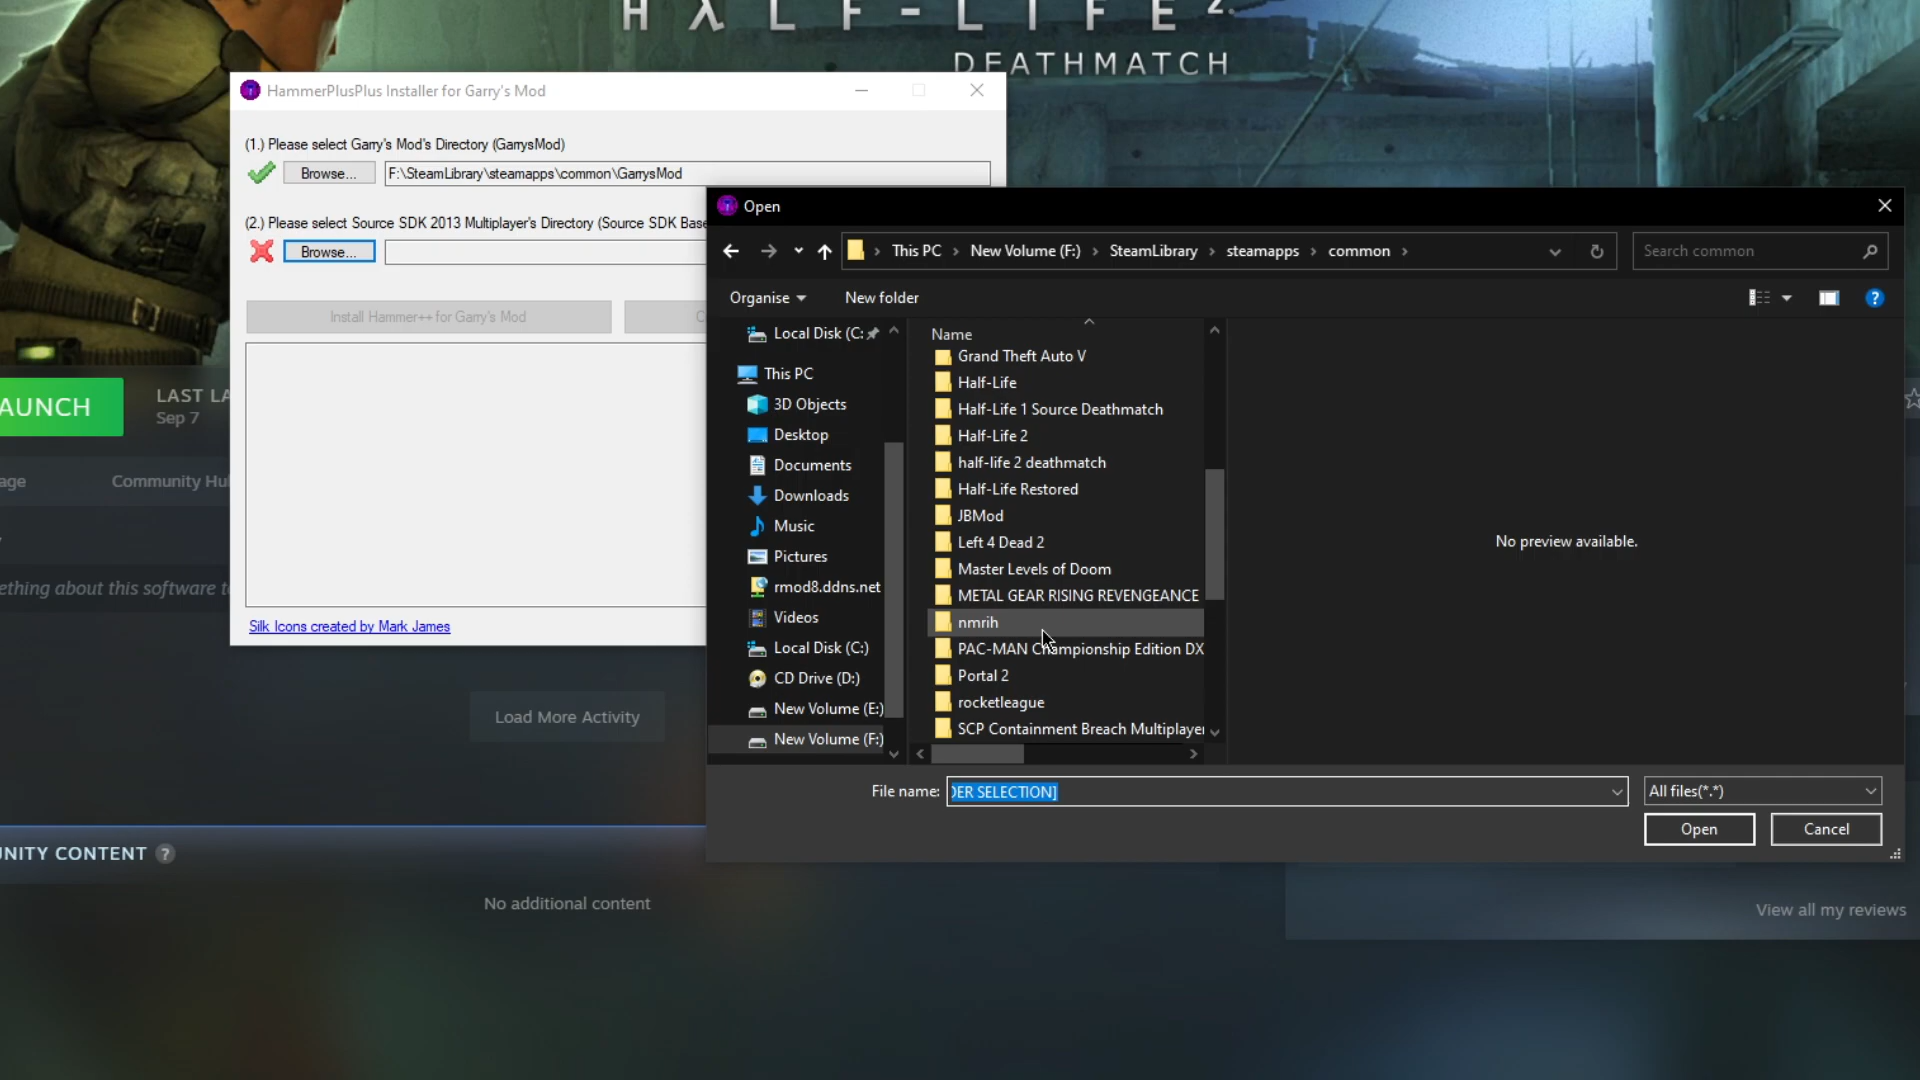 HλLF-LIFE 2
DEATHMATCH
HammerPlusPlus Installer for Garry's Mod
(1.) Please select Garry's Mod's Directory (GarrysMod)
Browse...
F:\SteamLibrary\steamapps\common\GarrysMod
(2.) Please select Source SDK 2013 Multiplayer's Directory (Source SDK Base
Browse...
Install Hammer++ for Garry's Mod
C
Silk Icons created by Mark James
AUNCH
LAST LA
Sep 7
age
Community Hu
ething about this software t
Load More Activity
NITY CONTENT ?
No additional content
View all my reviews
Open
This PC > New Volume (F:) > SteamLibrary > steamapps > common >
Search common
Organise
New folder
Local Disk (C:
This PC
3D Objects
Desktop
Documents
Downloads
Music
Pictures
rmod8.ddns.net
Videos
Local Disk (C:)
CD Drive (D:)
New Volume (E:)
New Volume (F:)
Name
Grand Theft Auto V
Half-Life
Half-Life 1 Source Deathmatch
Half-Life 2
half-life 2 deathmatch
Half-Life Restored
JBMod
Left 4 Dead 2
Master Levels of Doom
METAL GEAR RISING REVENGEANCE
nmrih
PAC-MAN Championship Edition DX
Portal 2
rocketleague
SCP Containment Breach Multiplayer
No preview available.
File name:
DER SELECTION]
All files(*.*)
Open
Cancel